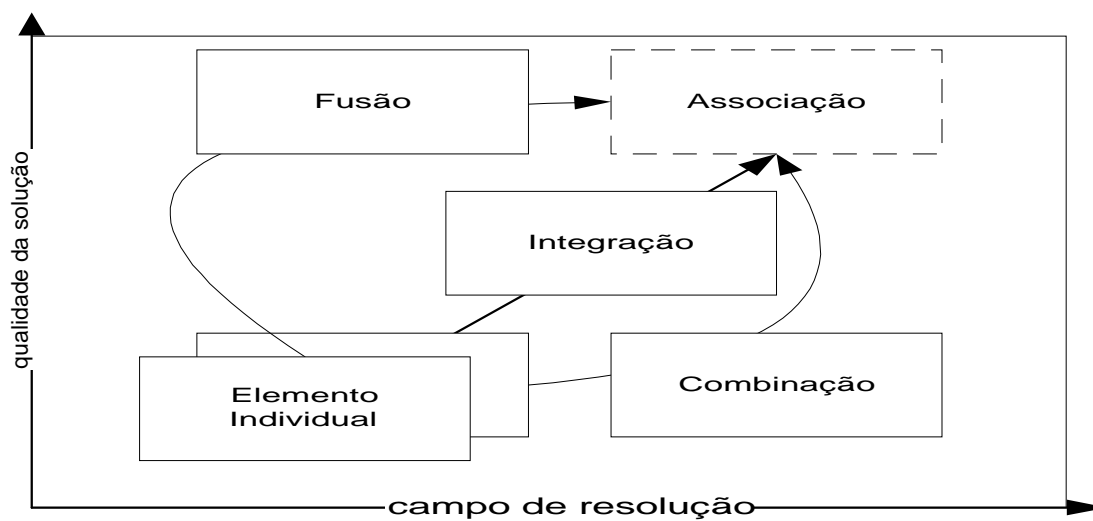 Fusão
Associação
Integração
Elemento
Individual
Combinação
qualidade da solução
campo de resolução